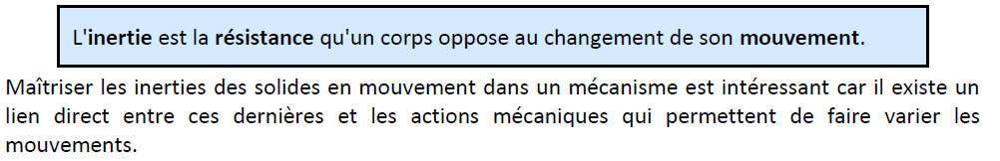 L'inertie est la résistance qu'un corps oppose au changement de son mouvement.
Maîtriser les inerties des solides en mouvement dans un mécanisme est intéressant car il existe un
lien direct entre ces dernières et les actions mécaniques qui permettent de faire varier les
mouvements.